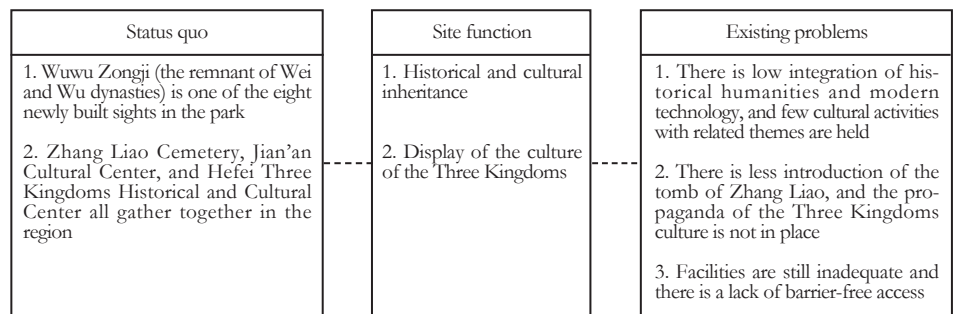 Status quo
1. Wuwu Zongji (the remnant of Wei
and Wu dynasties) is one of the eight
newly built sights in the park
2. Zhang Liao Cemetery, Jian'an
Cultural Center, and Hefei Three
Kingdoms Historical and Cultural
Center all gather together in the
region
Site function
1. Historical and cultural
inheritance
2. Display of the culture
of the Three Kingdoms
Existing problems
1. There is low integration of his-
torical humanities and modern
technology, and few cultural activities
with related themes are held
2. There is less introduction of the
tomb of Zhang Liao, and the pro-
paganda of the Three Kingdoms
culture is not in place
3. Facilities are still inadequate and
there is a lack of barrier-free access